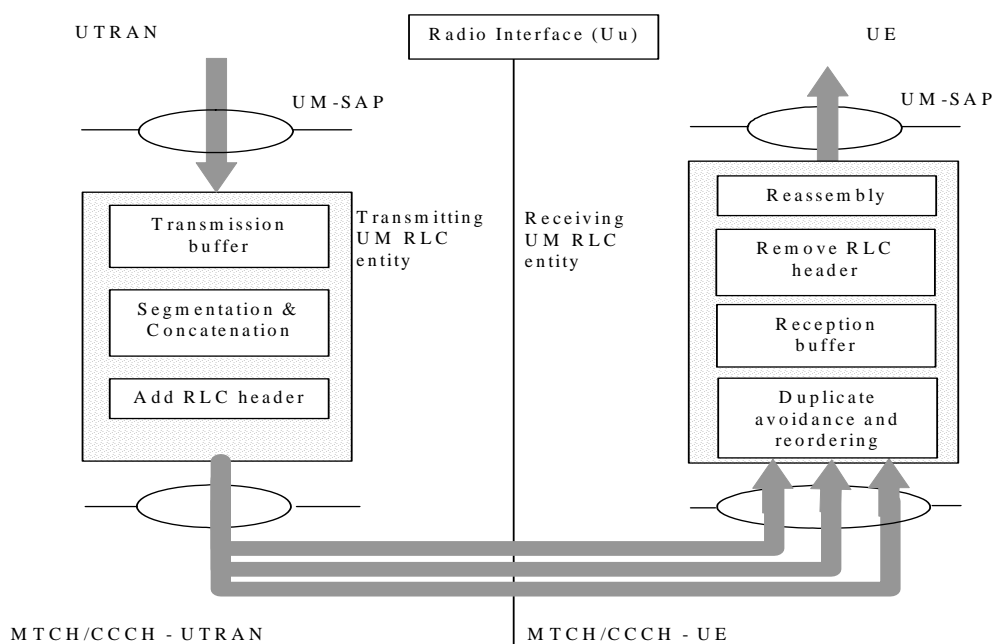 UTRAN
Radio Interface (Uu)
UE
UM-SAP
UM-SAP
Transmission
buffer
Segmentation &
Concatenation
Add RLC header
Transmitting
UM RLC
entity
Receiving
UM RLC
entity
Reassembly
Remove RLC
header
Reception
buffer
Duplicate
avoidance and
reordering
MTCH/CCCH - UTRAN
MTCH/CCCH - UE